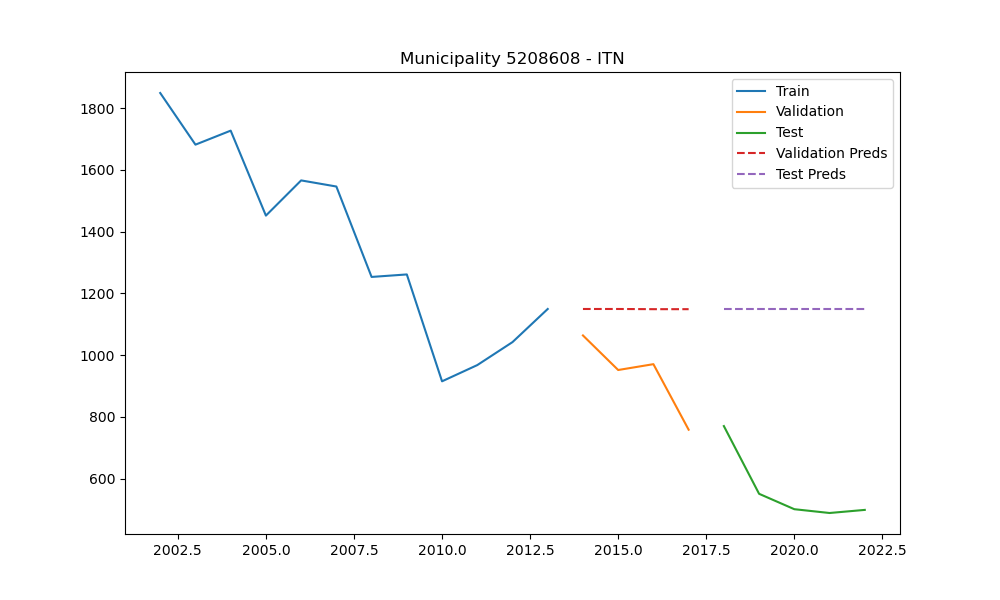 Municipality 5208608 - ITN
Train
Validation
Test
Validation Preds
Test Preds
1800
1600
1400
1200
1000
800
600
2002.5 2005.0 2007.5 2010.0 2012.5 2015.0 2017.5 2020.0 2022.5